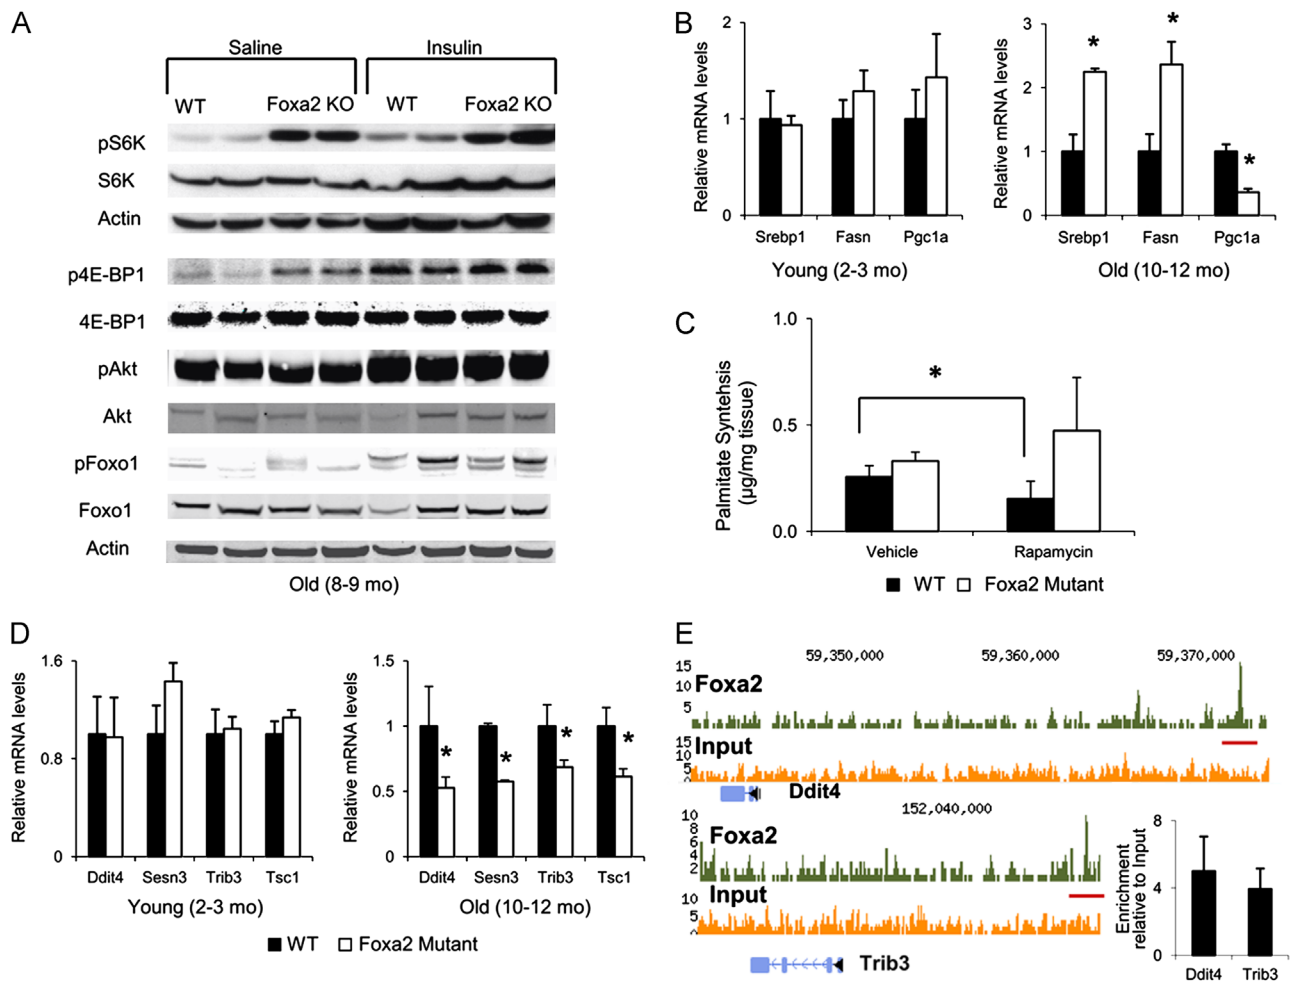 A
Saline Insulin
WT Foxa2 KO WT Foxa2 KO
pS6K
S6K
Actin
p4E-BP1
4E-BP1
pAkt
Akt
pFoxo1
Foxo1
Actin
Old (8-9 mo)
B
Relative mRNA levels
2
1
0
Srebp1 Fasn Pgc1a
Young (2-3 mo)
Relative mRNA levels
3
2
1
0
* * *
Srebp1 Fasn Pgc1a
Old (10-12 mo)
C
Palmitate Syntehsis
(µg/mg tissue)
1.0
0.5
0.0
*
Vehicle Rapamycin
WT Foxa2 Mutant
D
Relative mRNA levels
1.6
0.8
0
Ddit4 Sesn3 Trib3 Tsc1
Young (2-3 mo)
Relative mRNA levels
1.5
1
0.5
0
* * * *
Ddit4 Sesn3 Trib3 Tsc1
Old (10-12 mo)
WT Foxa2 Mutant
E
59,350,000 59,360,000 59,370,000
15
10
5
Foxa2
15
10
5
Input
Ddit4
152,040,000
10
8
6
4
2
Foxa2
10
5
Input
Trib3
Enrichment
relative to Input
8
4
0
Ddit4 Trib3